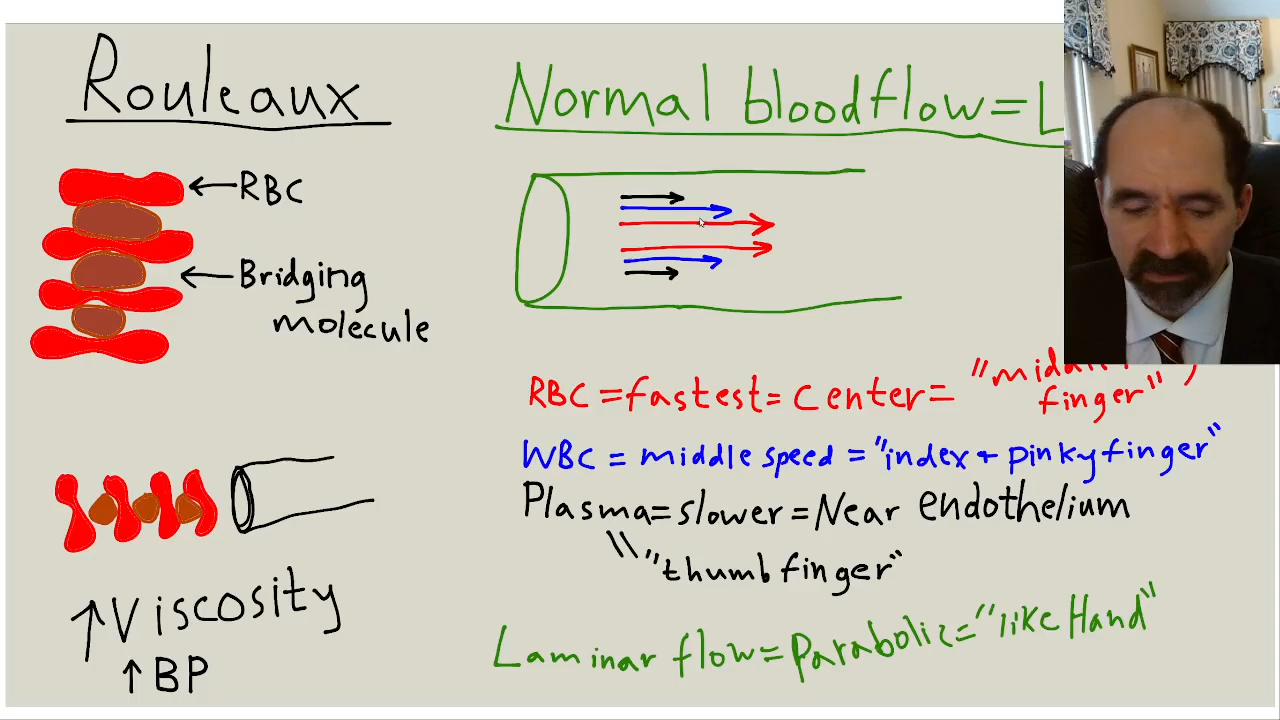 Rouleaux
RBC
Bridging
molecule
↑Viscosity
↑BP
Normal bloodflow=L
RBC=fastest=center=
finger"
WBC = middle speed = "index + pinky finger"
Plasma=slower=Near endothelium
"thumb finger"
Laminar flow=Parabolic="like Hand"